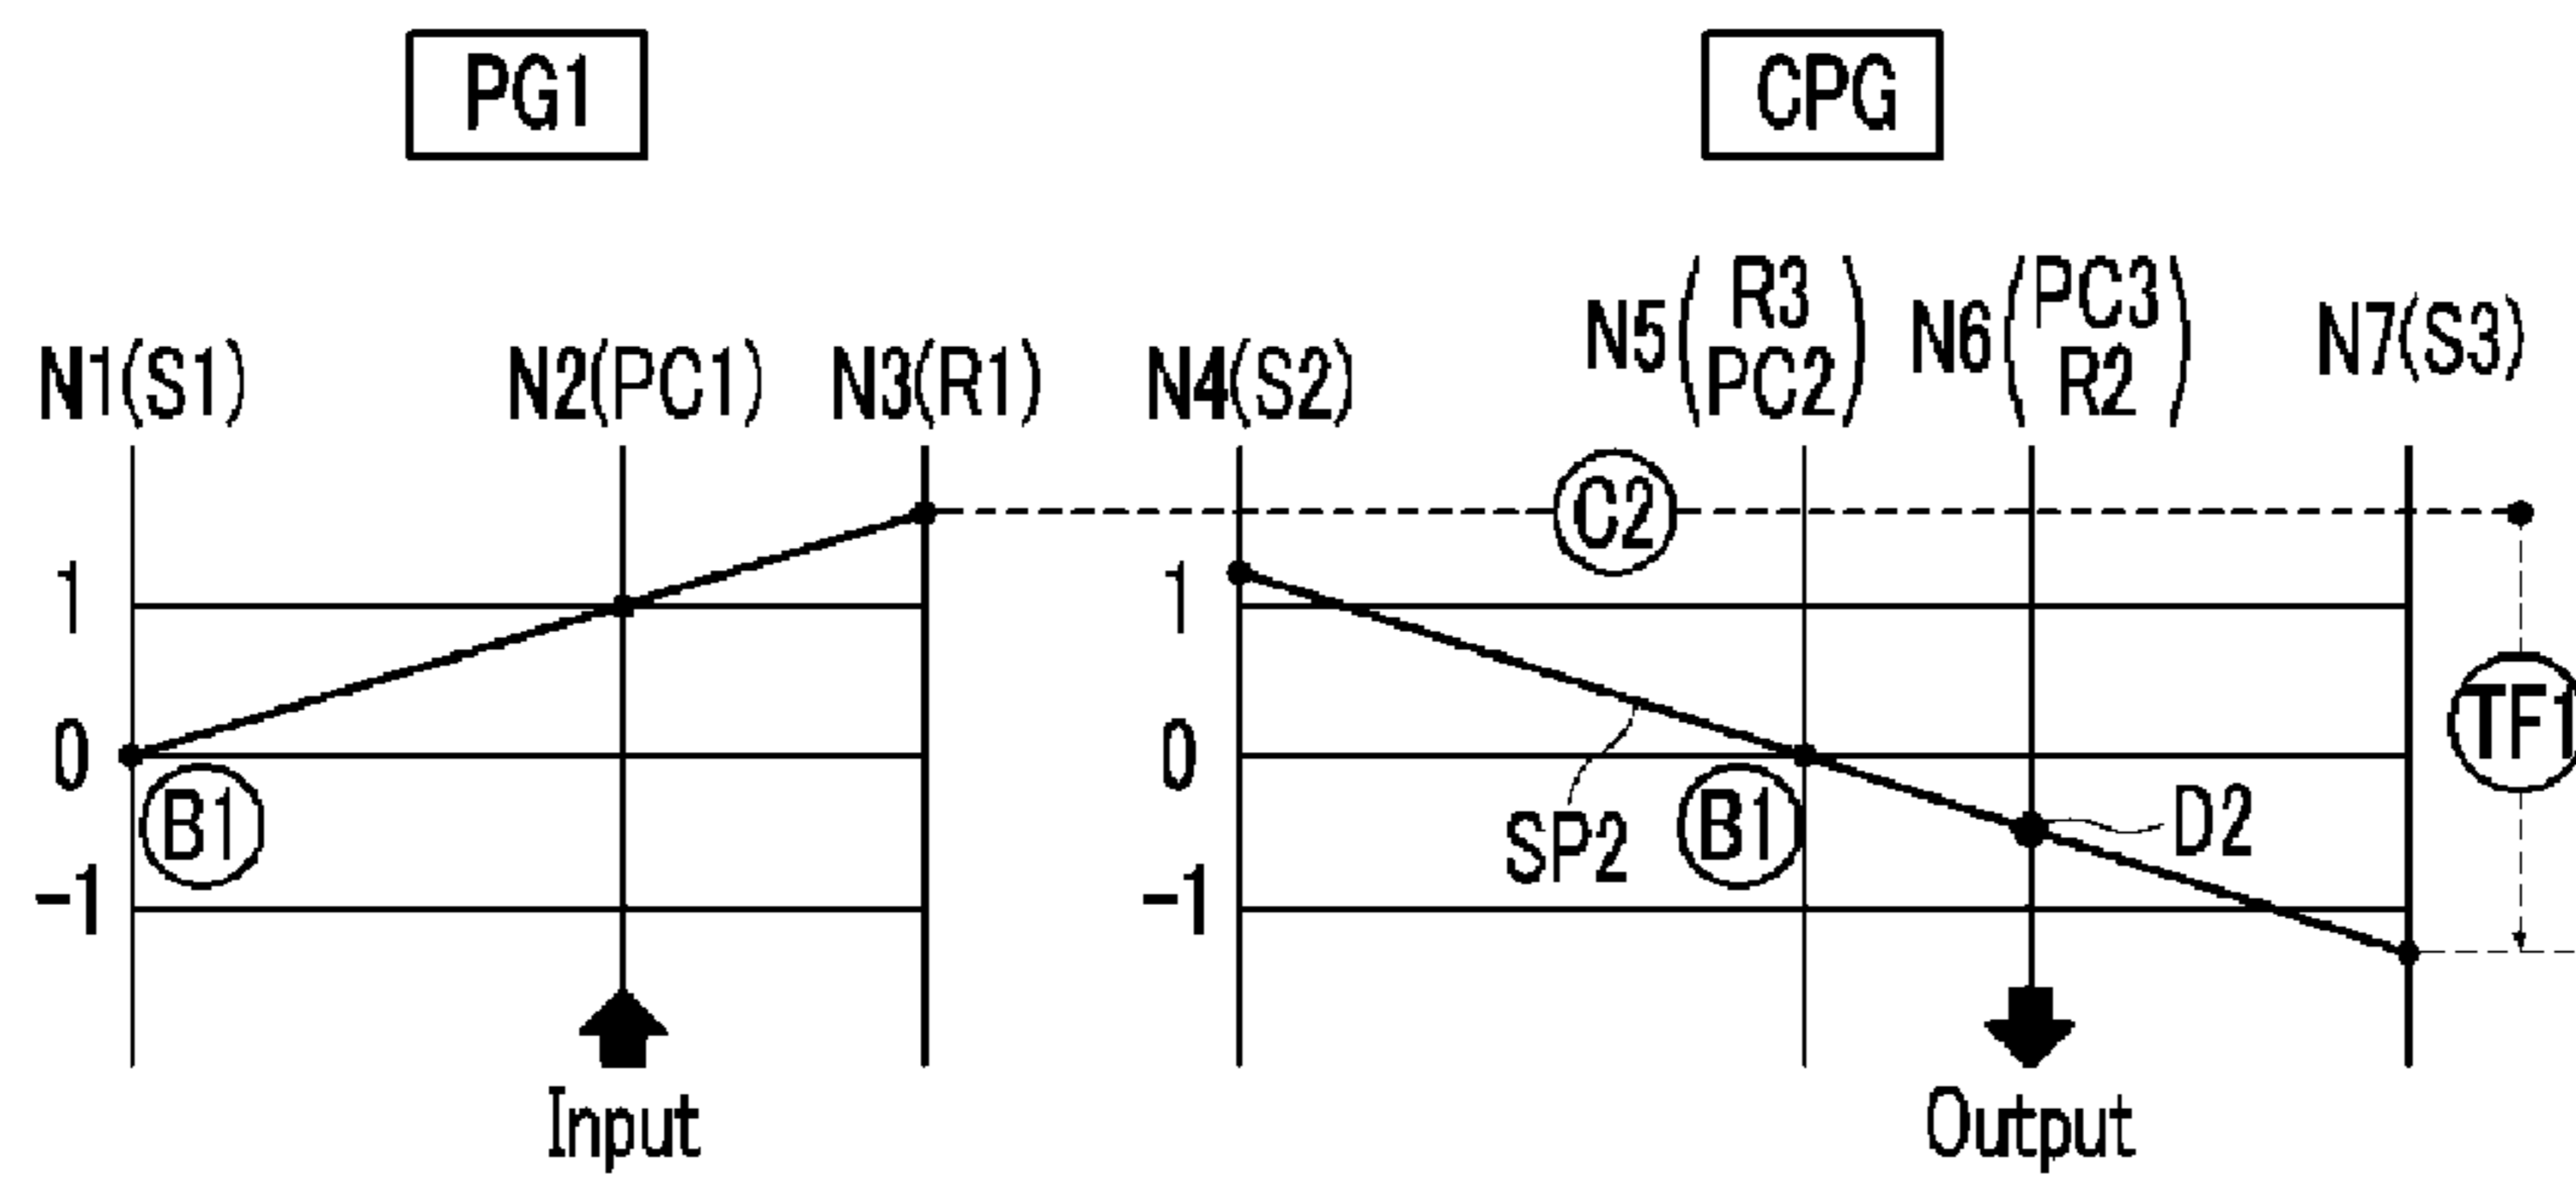 PG1 CPG
N1(S1) N2(PC1) N3(R1) N4(S2) N5(R3 PC2) N6(PC3 R2) N7(S3)
C2
1 1
TF1
0 0
B1 SP2 B1 D2
-1 -1
Input Output